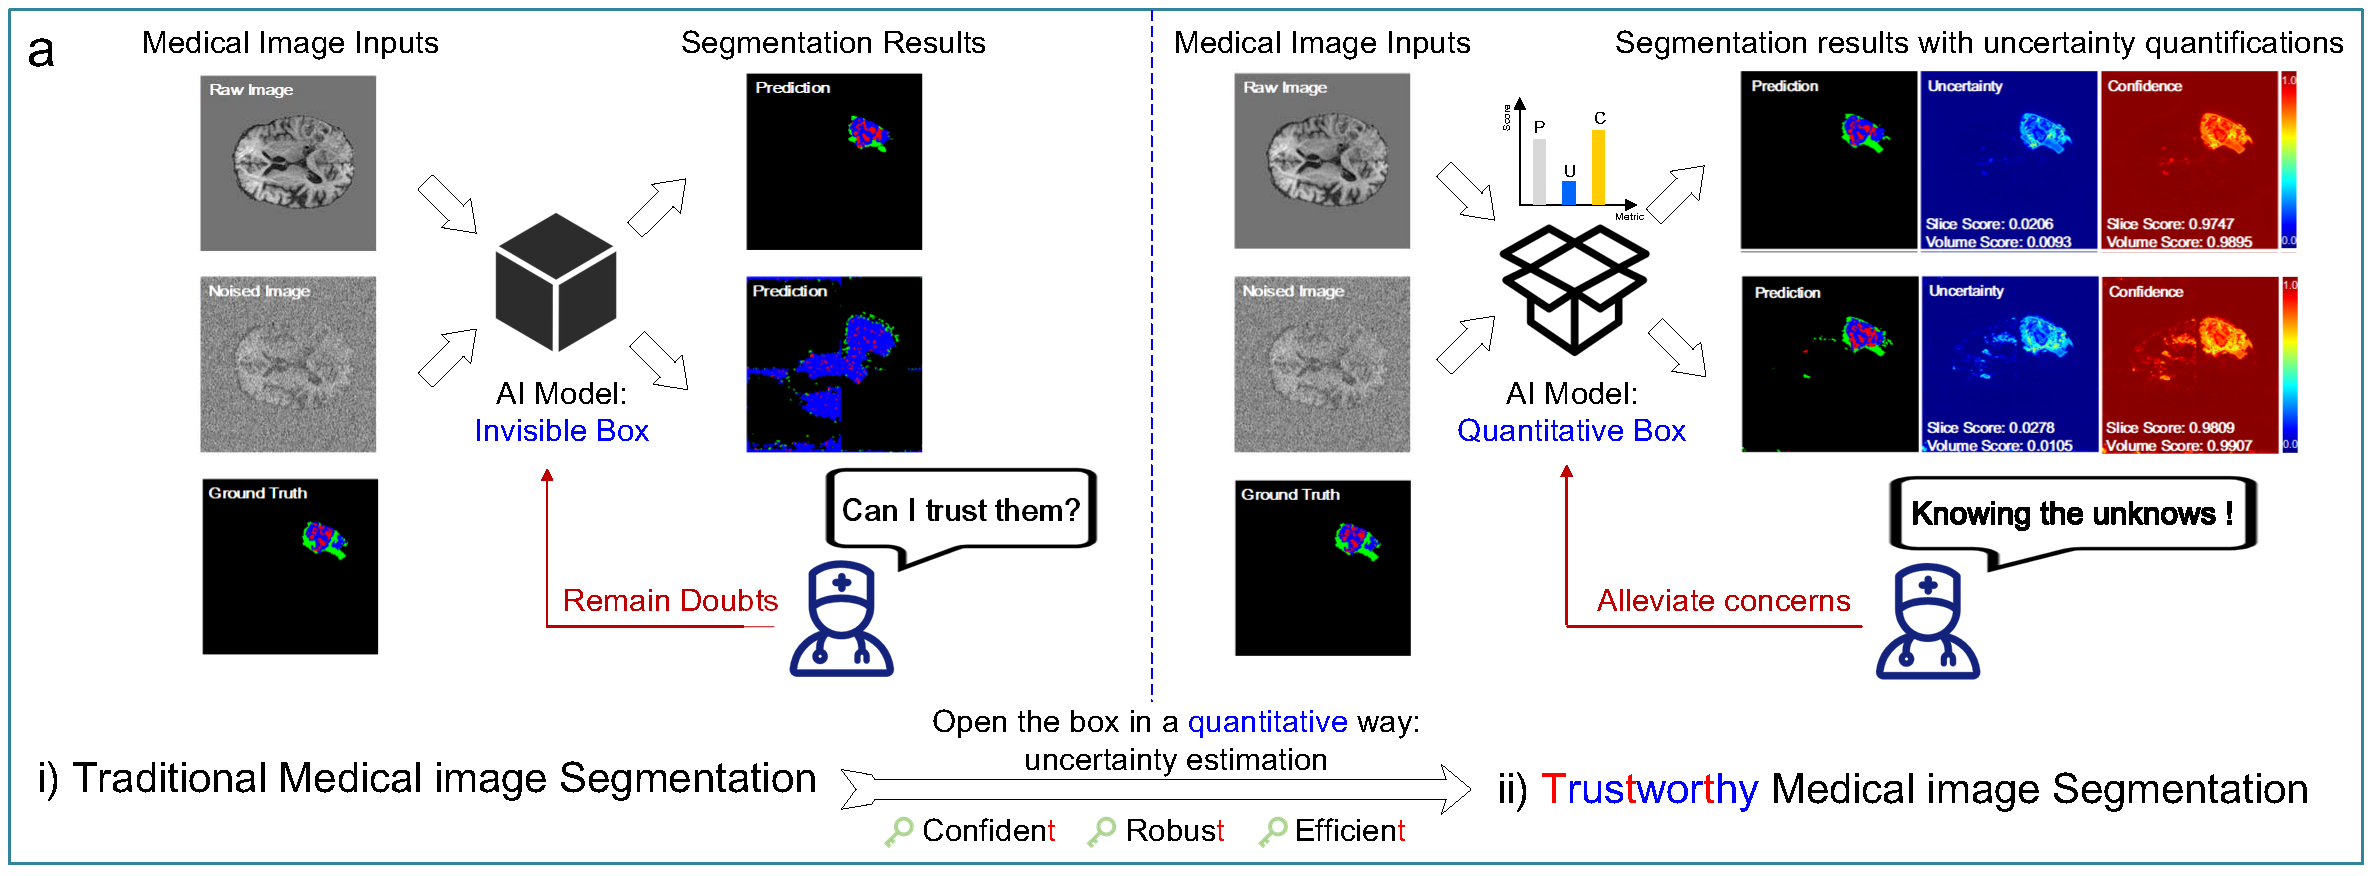 a
Medical Image Inputs
Segmentation Results
Raw Image
Prediction
Noised Image
Prediction
AI Model:
Invisible Box
Ground Truth
Can I trust them?
Remain Doubts
Medical Image Inputs
Segmentation results with uncertainty quantifications
Raw Image
Score
P
U
C
Metric
Prediction
Uncertainty
Slice Score: 0.0206
Volume Score: 0.0093
Confidence
Slice Score: 0.9747
Volume Score: 0.9895
1.0
0.0
Noised Image
Prediction
Uncertainty
Slice Score: 0.0278
Volume Score: 0.0105
Confidence
Slice Score: 0.9809
Volume Score: 0.9907
1.0
0.0
AI Model:
Quantitative Box
Ground Truth
Knowing the unknows !
Alleviate concerns
Open the box in a quantitative way:
uncertainty estimation
i) Traditional Medical image Segmentation
ii) Trustworthy Medical image Segmentation
Confident
Robust
Efficient